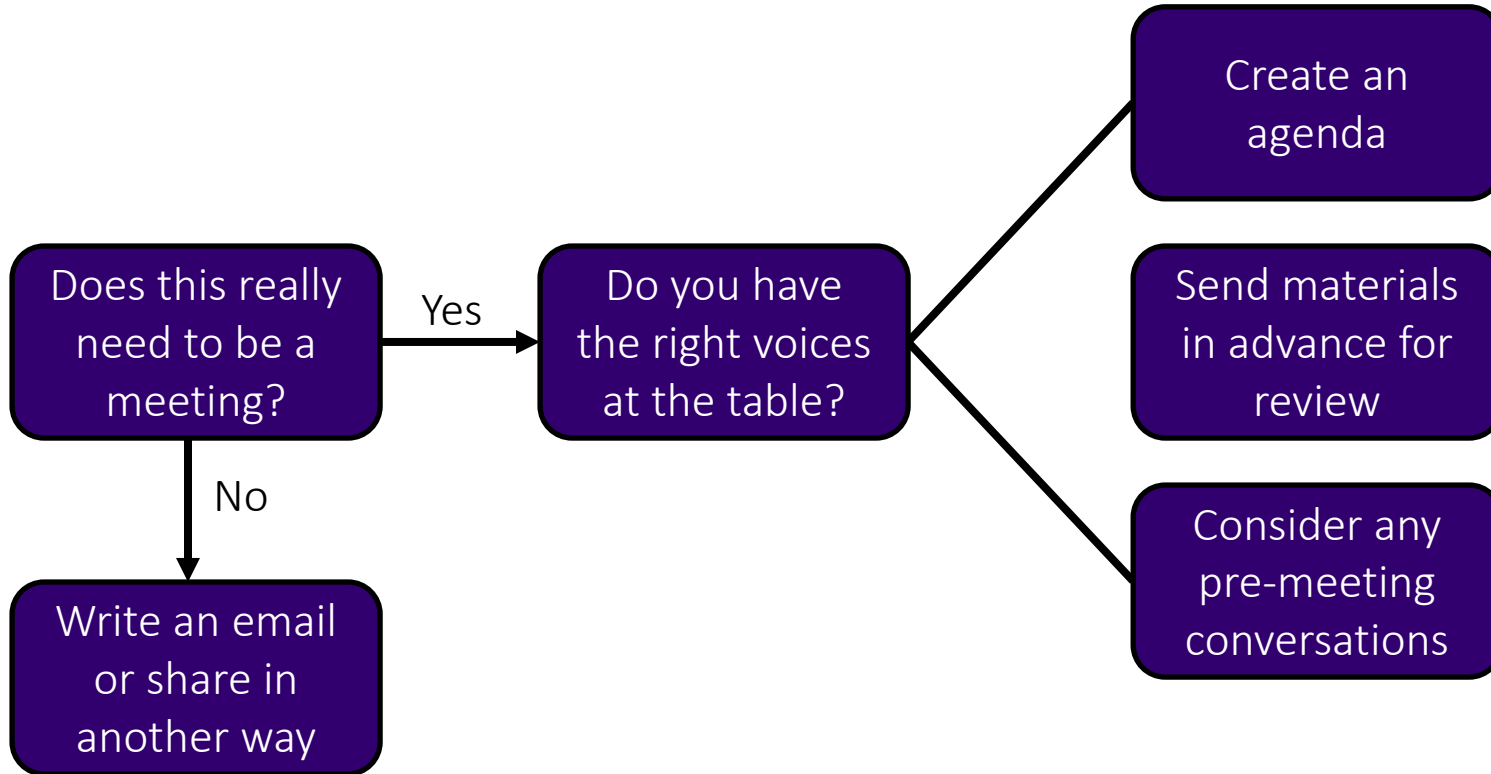 Does this really
need to be a
meeting?
Yes
No
Write an email
or share in
another way
Do you have
the right voices
at the table?
Create an
agenda
Send materials
in advance for
review
Consider any
pre-meeting
conversations